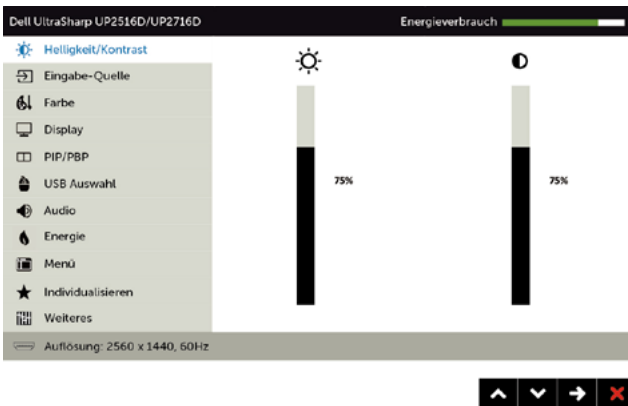 Dell UltraSharp UP2516D/UP2716D
Energieverbrauch
Helligkeit/Kontrast
Eingabe-Quelle
Farbe
Display
PIP/PBP
USB Auswahl
Audio
Energie
Menü
Individualisieren
Weiteres
75%
75%
Auflösung: 2560 x 1440, 60Hz